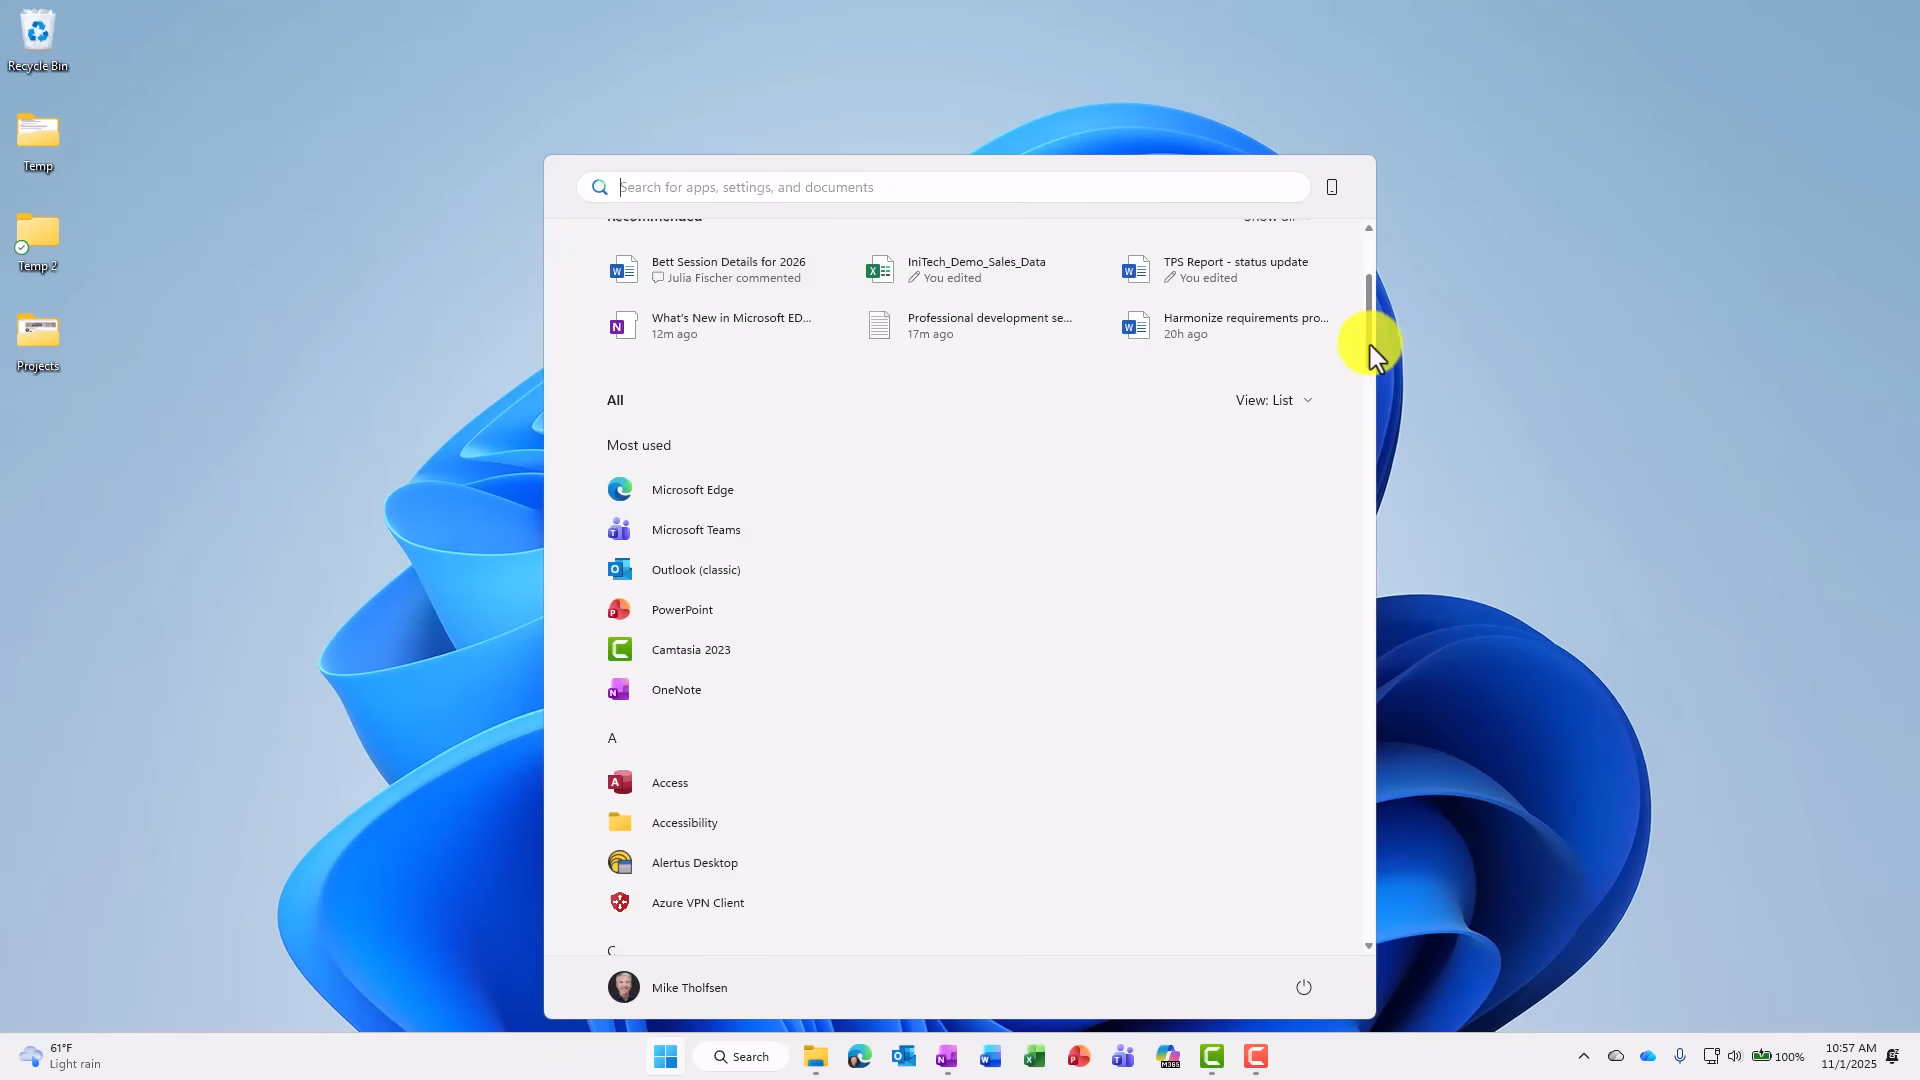 Recycle Bin
Temp
Temp 2
Projects
Search for apps, settings, and documents
Recommended
Show all
Bett Session Details for 2026
Julia Fischer commented
IniTech_Demo_Sales_Data
You edited
TPS Report - status update
You edited
What's New in Microsoft ED...
12m ago
Professional development se...
17m ago
Harmonize requirements pro...
20h ago
All
View: List
Most used
Microsoft Edge
Microsoft Teams
Outlook (classic)
PowerPoint
Camtasia 2023
OneNote
A
Access
Accessibility
Alertus Desktop
Azure VPN Client
C
Mike Tholfsen
61°F
Light rain
Search
M365
100%
10:57 AM
11/1/2025